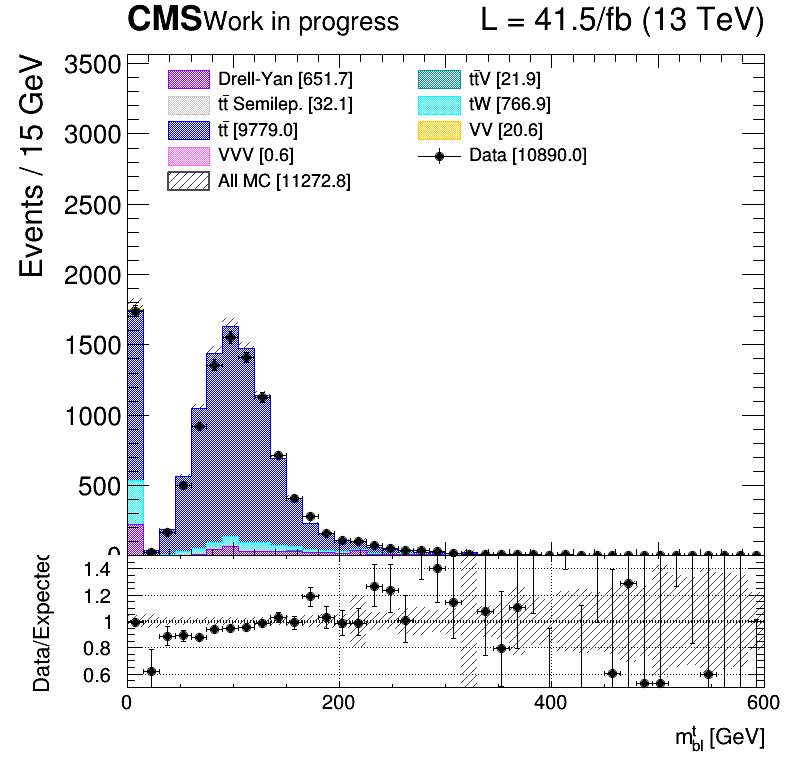 CMS Work in progress L = 41.5/fb (13 TeV)
Events / 15 GeV
3500
3000
2500
2000
1500
1000
500
0
Drell-Yan [651.7]
tt̄ Semilep. [32.1]
tt̄ [9779.0]
VVV [0.6]
All MC [11272.8]
tt̄V [21.9]
tW [766.9]
VV [20.6]
Data [10890.0]
Data/Expected
1.4
1.2
1
0.8
0.6
0 200 400 600
m^t_bl [GeV]